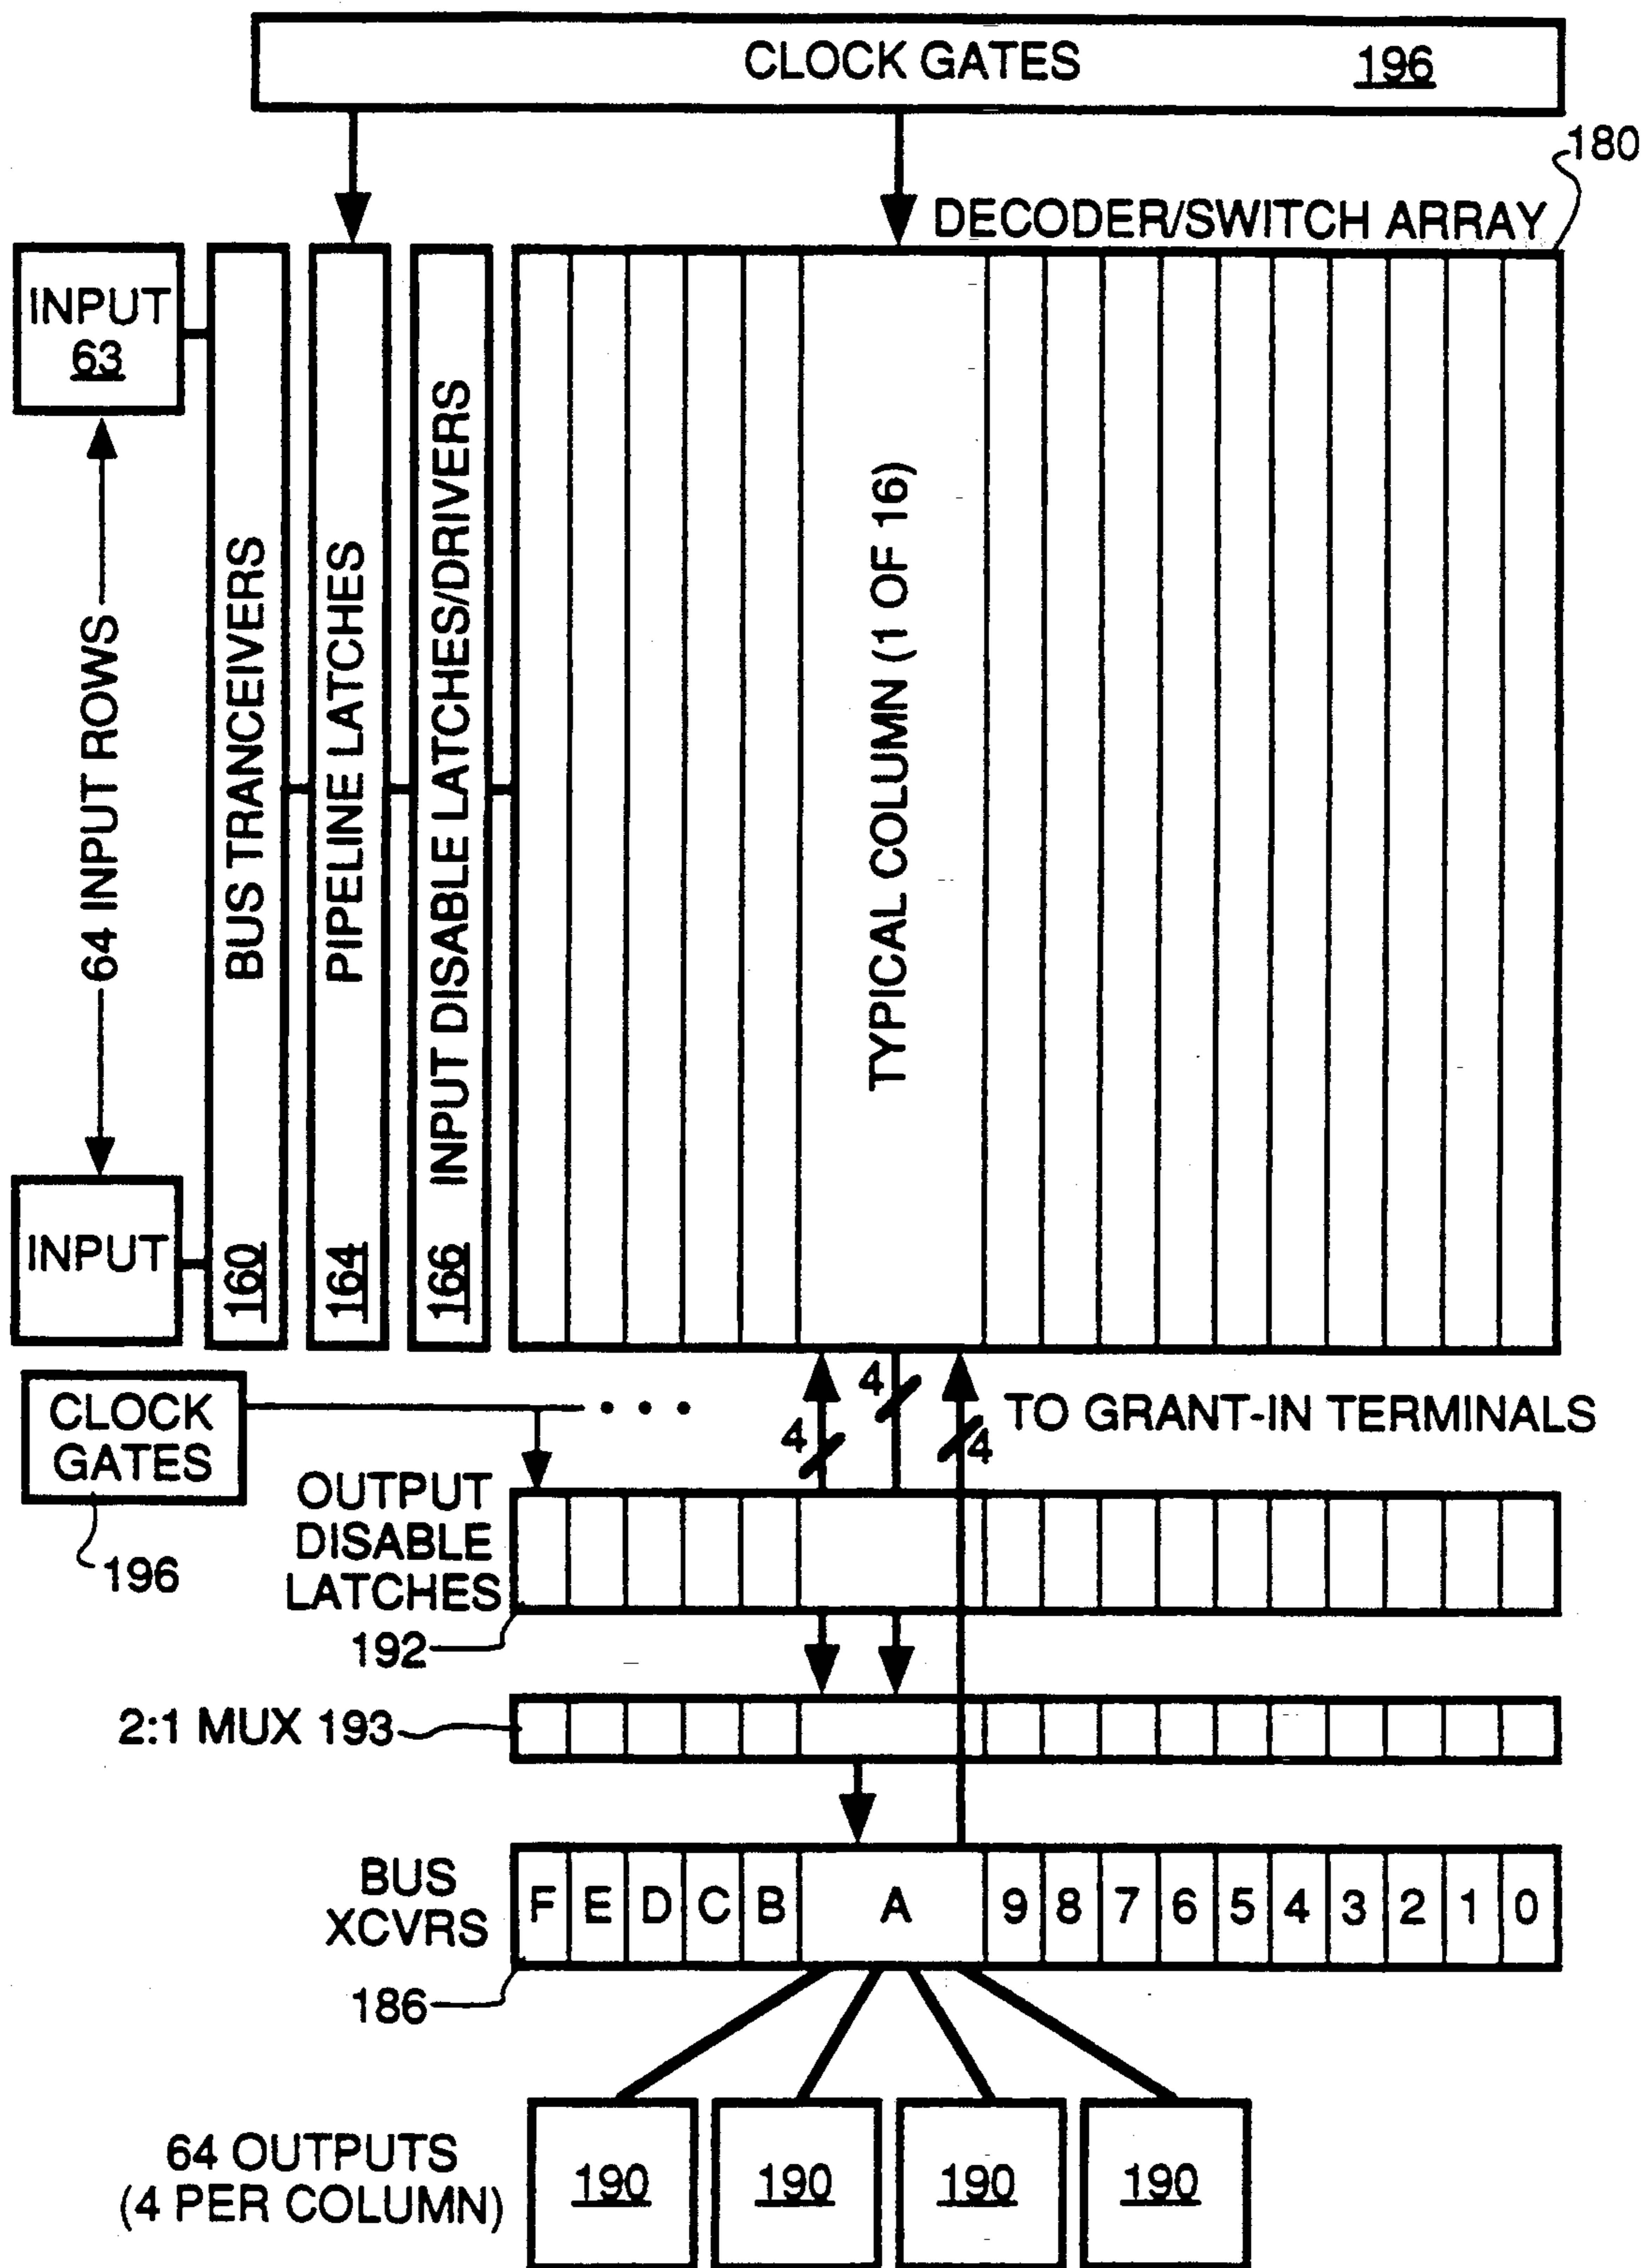 CLOCK GATES 196
180
DECODER/SWITCH ARRAY
INPUT
63
64 INPUT ROWS
INPUT
BUS TRANCEIVERS
160
PIPELINE LATCHES
164
INPUT DISABLE LATCHES/DRIVERS
166
TYPICAL COLUMN (1 OF 16)
CLOCK
GATES
196
4
4
4
TO GRANT-IN TERMINALS
OUTPUT
DISABLE
LATCHES
192
2:1 MUX 193
BUS
XCVRS
186
F E D C B A 9 8 7 6 5 4 3 2 1 0
64 OUTPUTS
(4 PER COLUMN)
190 190 190 190